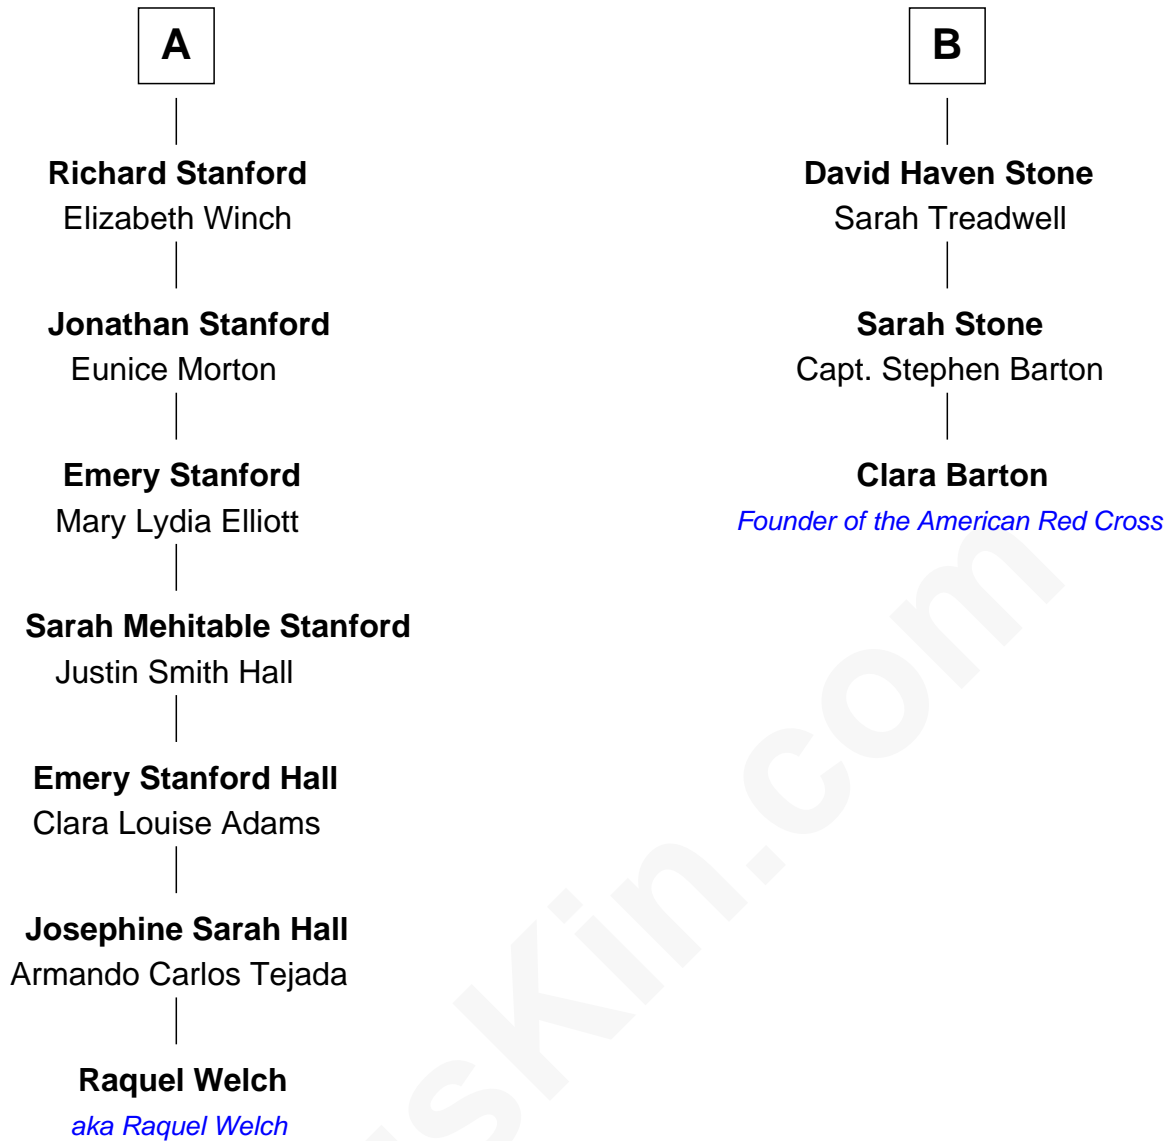 A
Richard Stanford
Elizabeth Winch
Jonathan Stanford
Eunice Morton
Emery Stanford
Mary Lydia Elliott
Sarah Mehitable Stanford
Justin Smith Hall
Emery Stanford Hall
Clara Louise Adams
Josephine Sarah Hall
Armando Carlos Tejada
Raquel Welch
aka Raquel Welch
B
David Haven Stone
Sarah Treadwell
Sarah Stone
Capt. Stephen Barton
Clara Barton
Founder of the American Red Cross
sKin.com